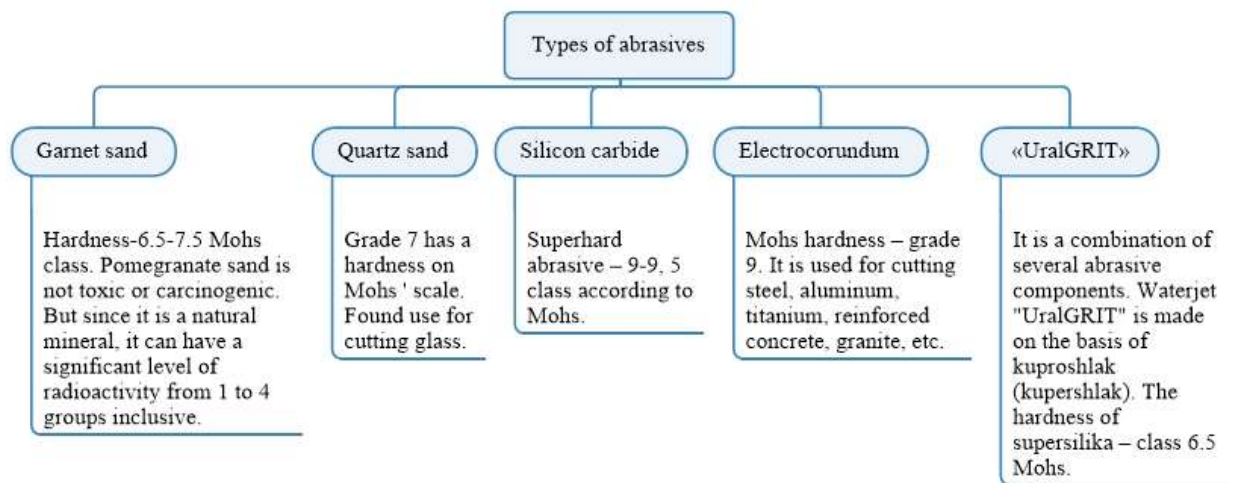 Types of abrasives
Garnet sand
Hardness-6.5-7.5 Mohs
class. Pomegranate sand is
not toxic or carcinogenic.
But since it is a natural
mineral, it can have a
significant level of
radioactivity from 1 to 4
groups inclusive.
Quartz sand
Grade 7 has a
hardness on
Mohs ' scale.
Found use for
cutting glass.
Silicon carbide
Superhard
abrasive – 9-9, 5
class according to
Mohs.
Electrocorundum
Mohs hardness – grade
9. It is used for cutting
steel, aluminum,
titanium, reinforced
concrete, granite, etc.
«UralGRIT»
It is a combination of
several abrasive
components. Waterjet
"UralGRIT" is made
on the basis of
kuproshlak
(kupershlak). The
hardness of
supersilika – class 6.5
Mohs.